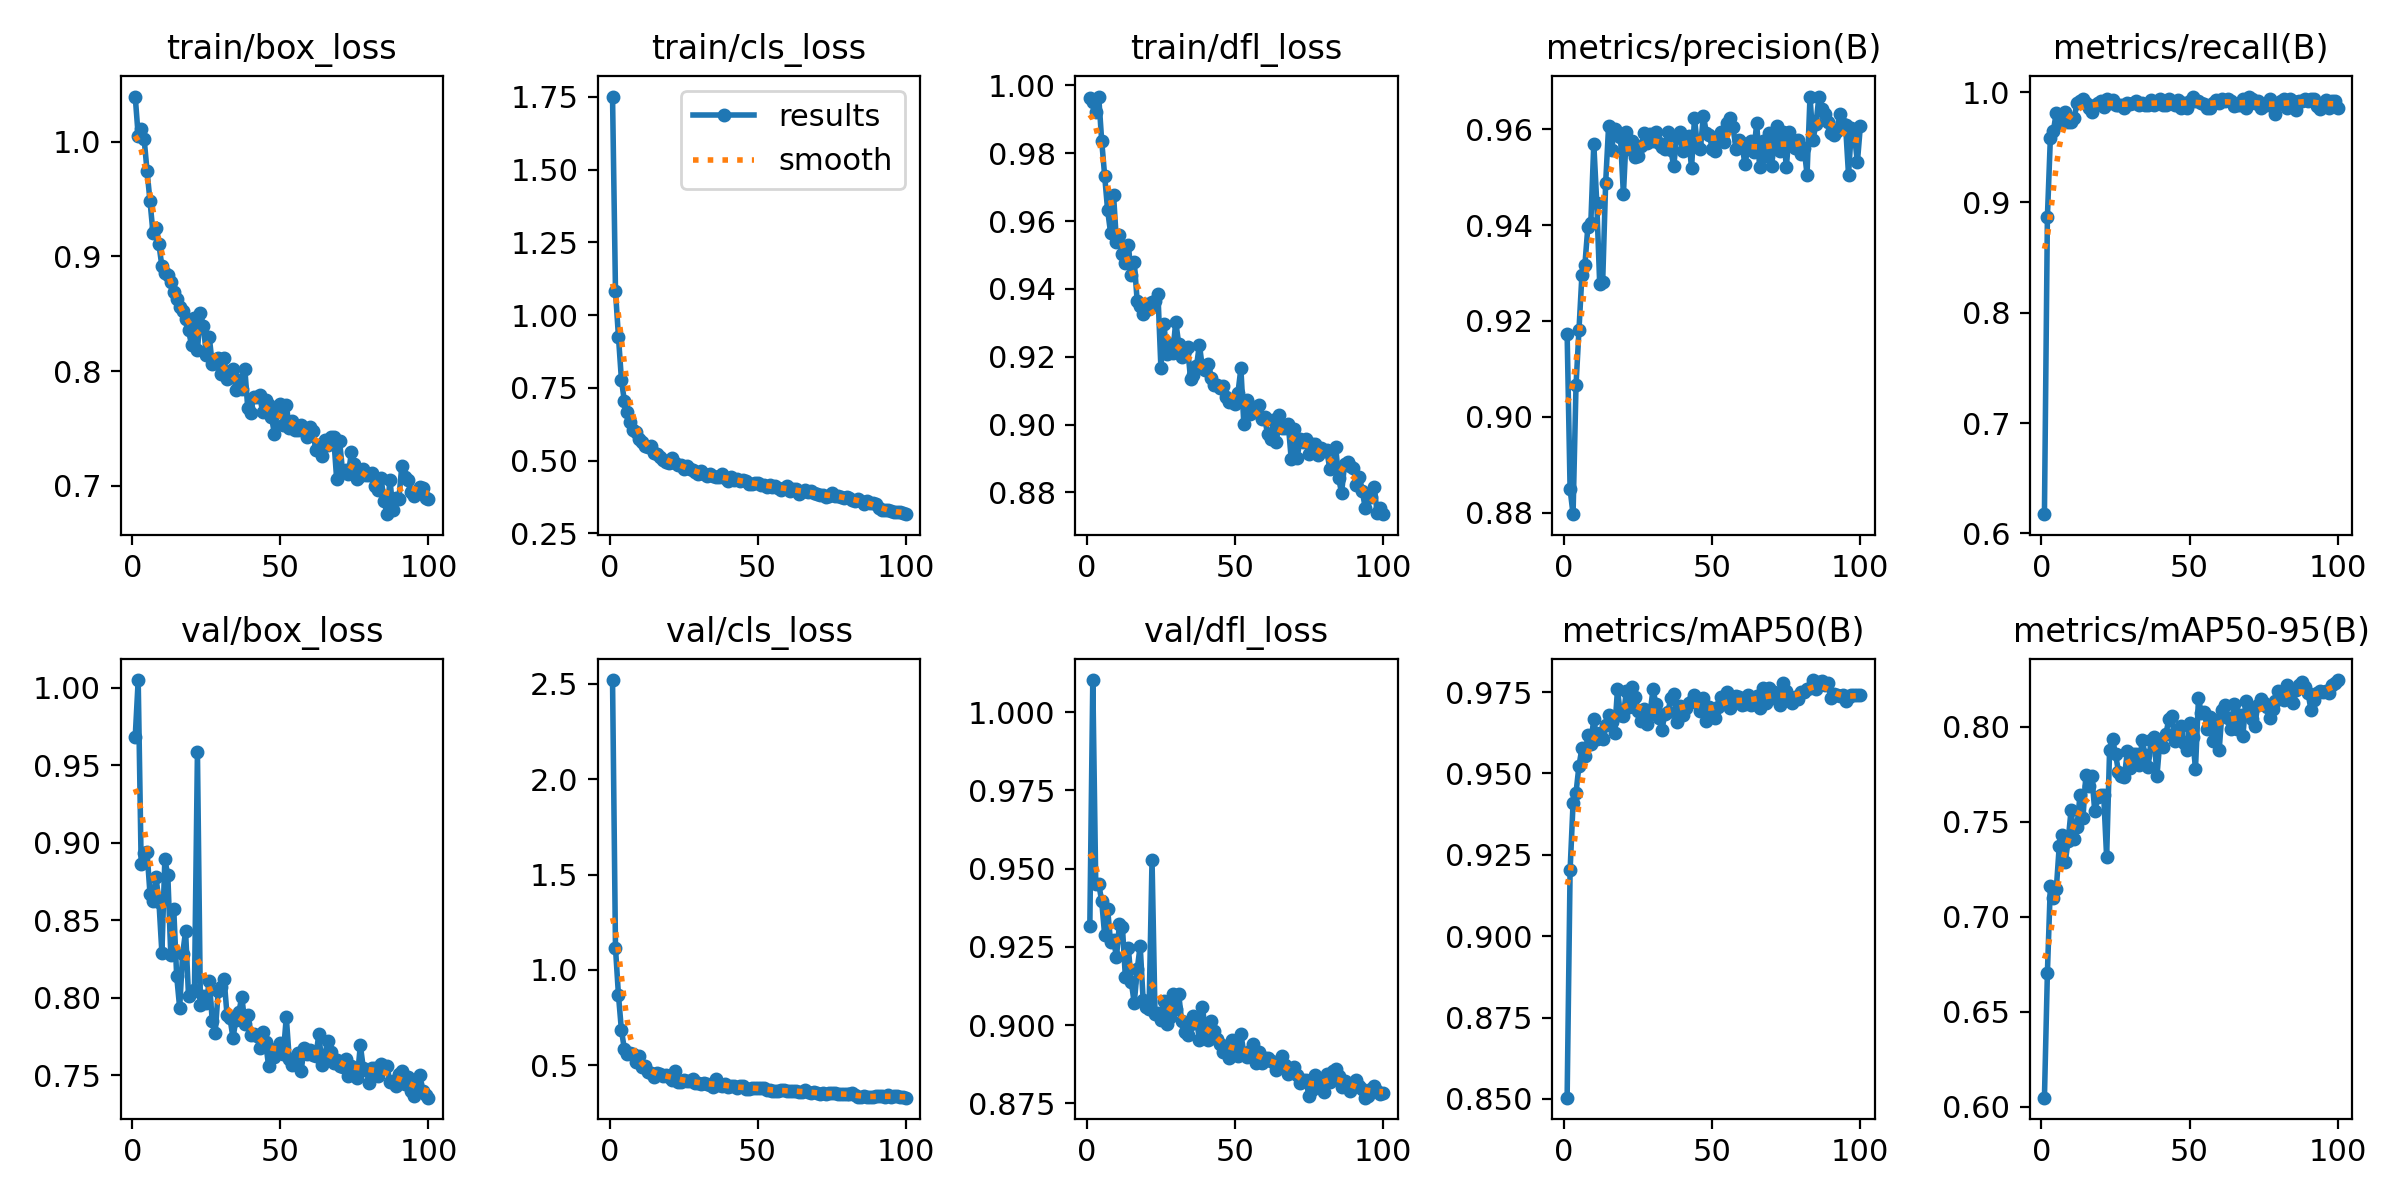 train/box_loss
1.0
0.9
0.8
0.7
0 50 100
train/cls_loss
results
smooth
1.75
1.50
1.25
1.00
0.75
0.50
0.25
0 50 100
train/dfl_loss
1.00
0.98
0.96
0.94
0.92
0.90
0.88
0 50 100
metrics/precision(B)
0.96
0.94
0.92
0.90
0.88
0 50 100
metrics/recall(B)
1.0
0.9
0.8
0.7
0.6
0 50 100
val/box_loss
1.00
0.95
0.90
0.85
0.80
0.75
0 50 100
val/cls_loss
2.5
2.0
1.5
1.0
0.5
0 50 100
val/dfl_loss
1.000
0.975
0.950
0.925
0.900
0.875
0 50 100
metrics/mAP50(B)
0.975
0.950
0.925
0.900
0.875
0.850
0 50 100
metrics/mAP50-95(B)
0.80
0.75
0.70
0.65
0.60
0 50 100